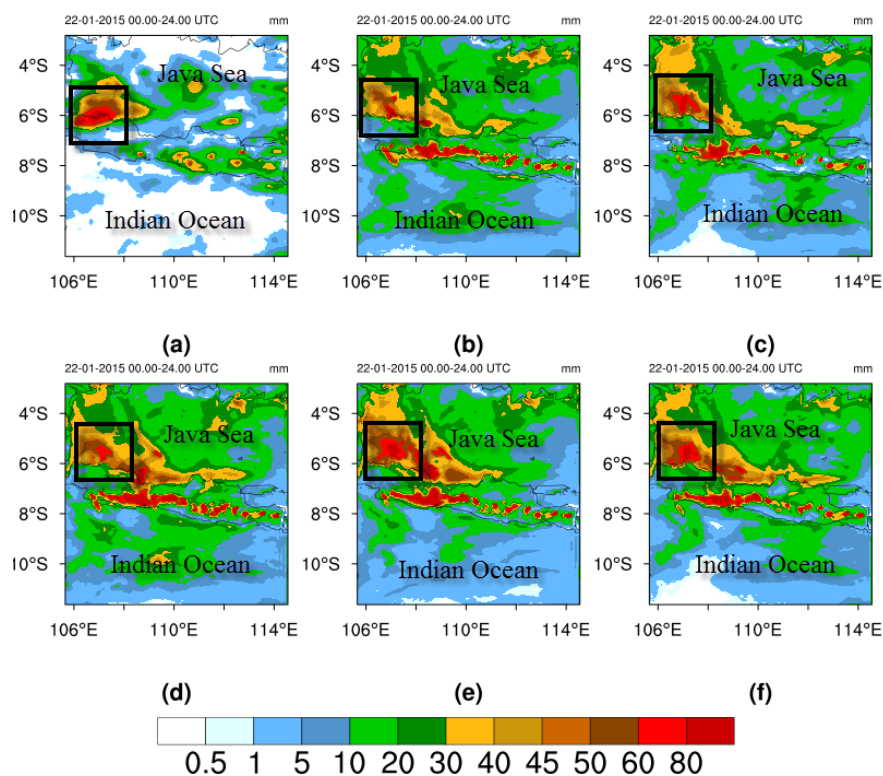 22-01-2015 00.00-24.00 UTC mm
22-01-2015 00.00-24.00 UTC mm
22-01-2015 00.00-24.00 UTC mm
4°S
6°S
8°S
10°S
Java Sea
Indian Ocean
106°E 110°E 114°E
4°S
6°S
8°S
10°S
Java Sea
Indian Ocean
106°E 110°E 114°E
4°S
6°S
8°S
10°S
Java Sea
Indian Ocean
106°E 110°E 114°E
(a) (b) (c)
22-01-2015 00.00-24.00 UTC mm
22-01-2015 00.00-24.00 UTC mm
22-01-2015 00.00-24.00 UTC mm
4°S
6°S
8°S
10°S
Java Sea
Indian Ocean
106°E 110°E 114°E
4°S
6°S
8°S
10°S
Java Sea
Indian Ocean
106°E 110°E 114°E
4°S
6°S
8°S
10°S
Java Sea
Indian Ocean
106°E 110°E 114°E
(d) (e) (f)
0.5 1 5 10 20 30 40 45 50 60 80